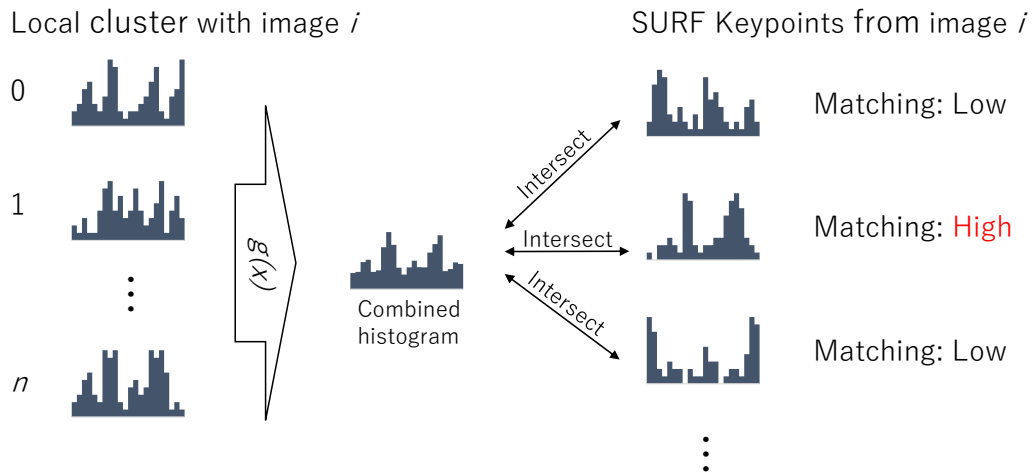 Local cluster with image i
SURF Keypoints from image i
0
1
⋮
n
g(x)
Combined
histogram
Intersect
Intersect
Intersect
Matching: Low
Matching: High
Matching: Low
⋮